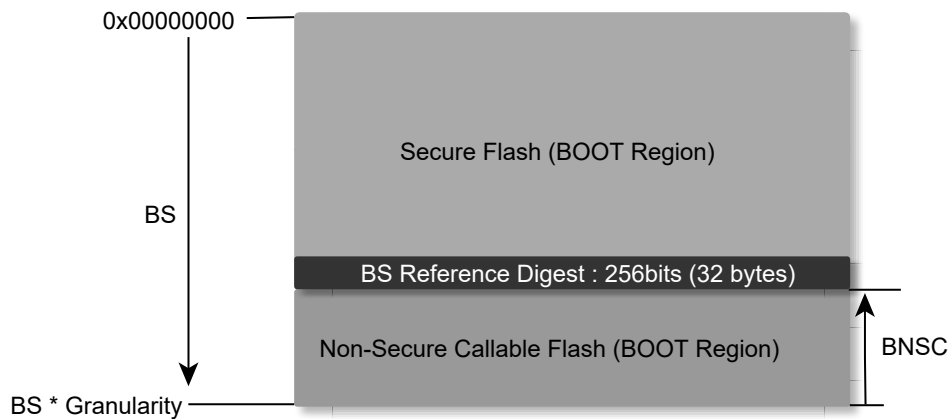 0x00000000
Secure Flash (BOOT Region)
BS
BS Reference Digest : 256bits (32 bytes)
Non-Secure Callable Flash (BOOT Region)
BNSC
BS * Granularity